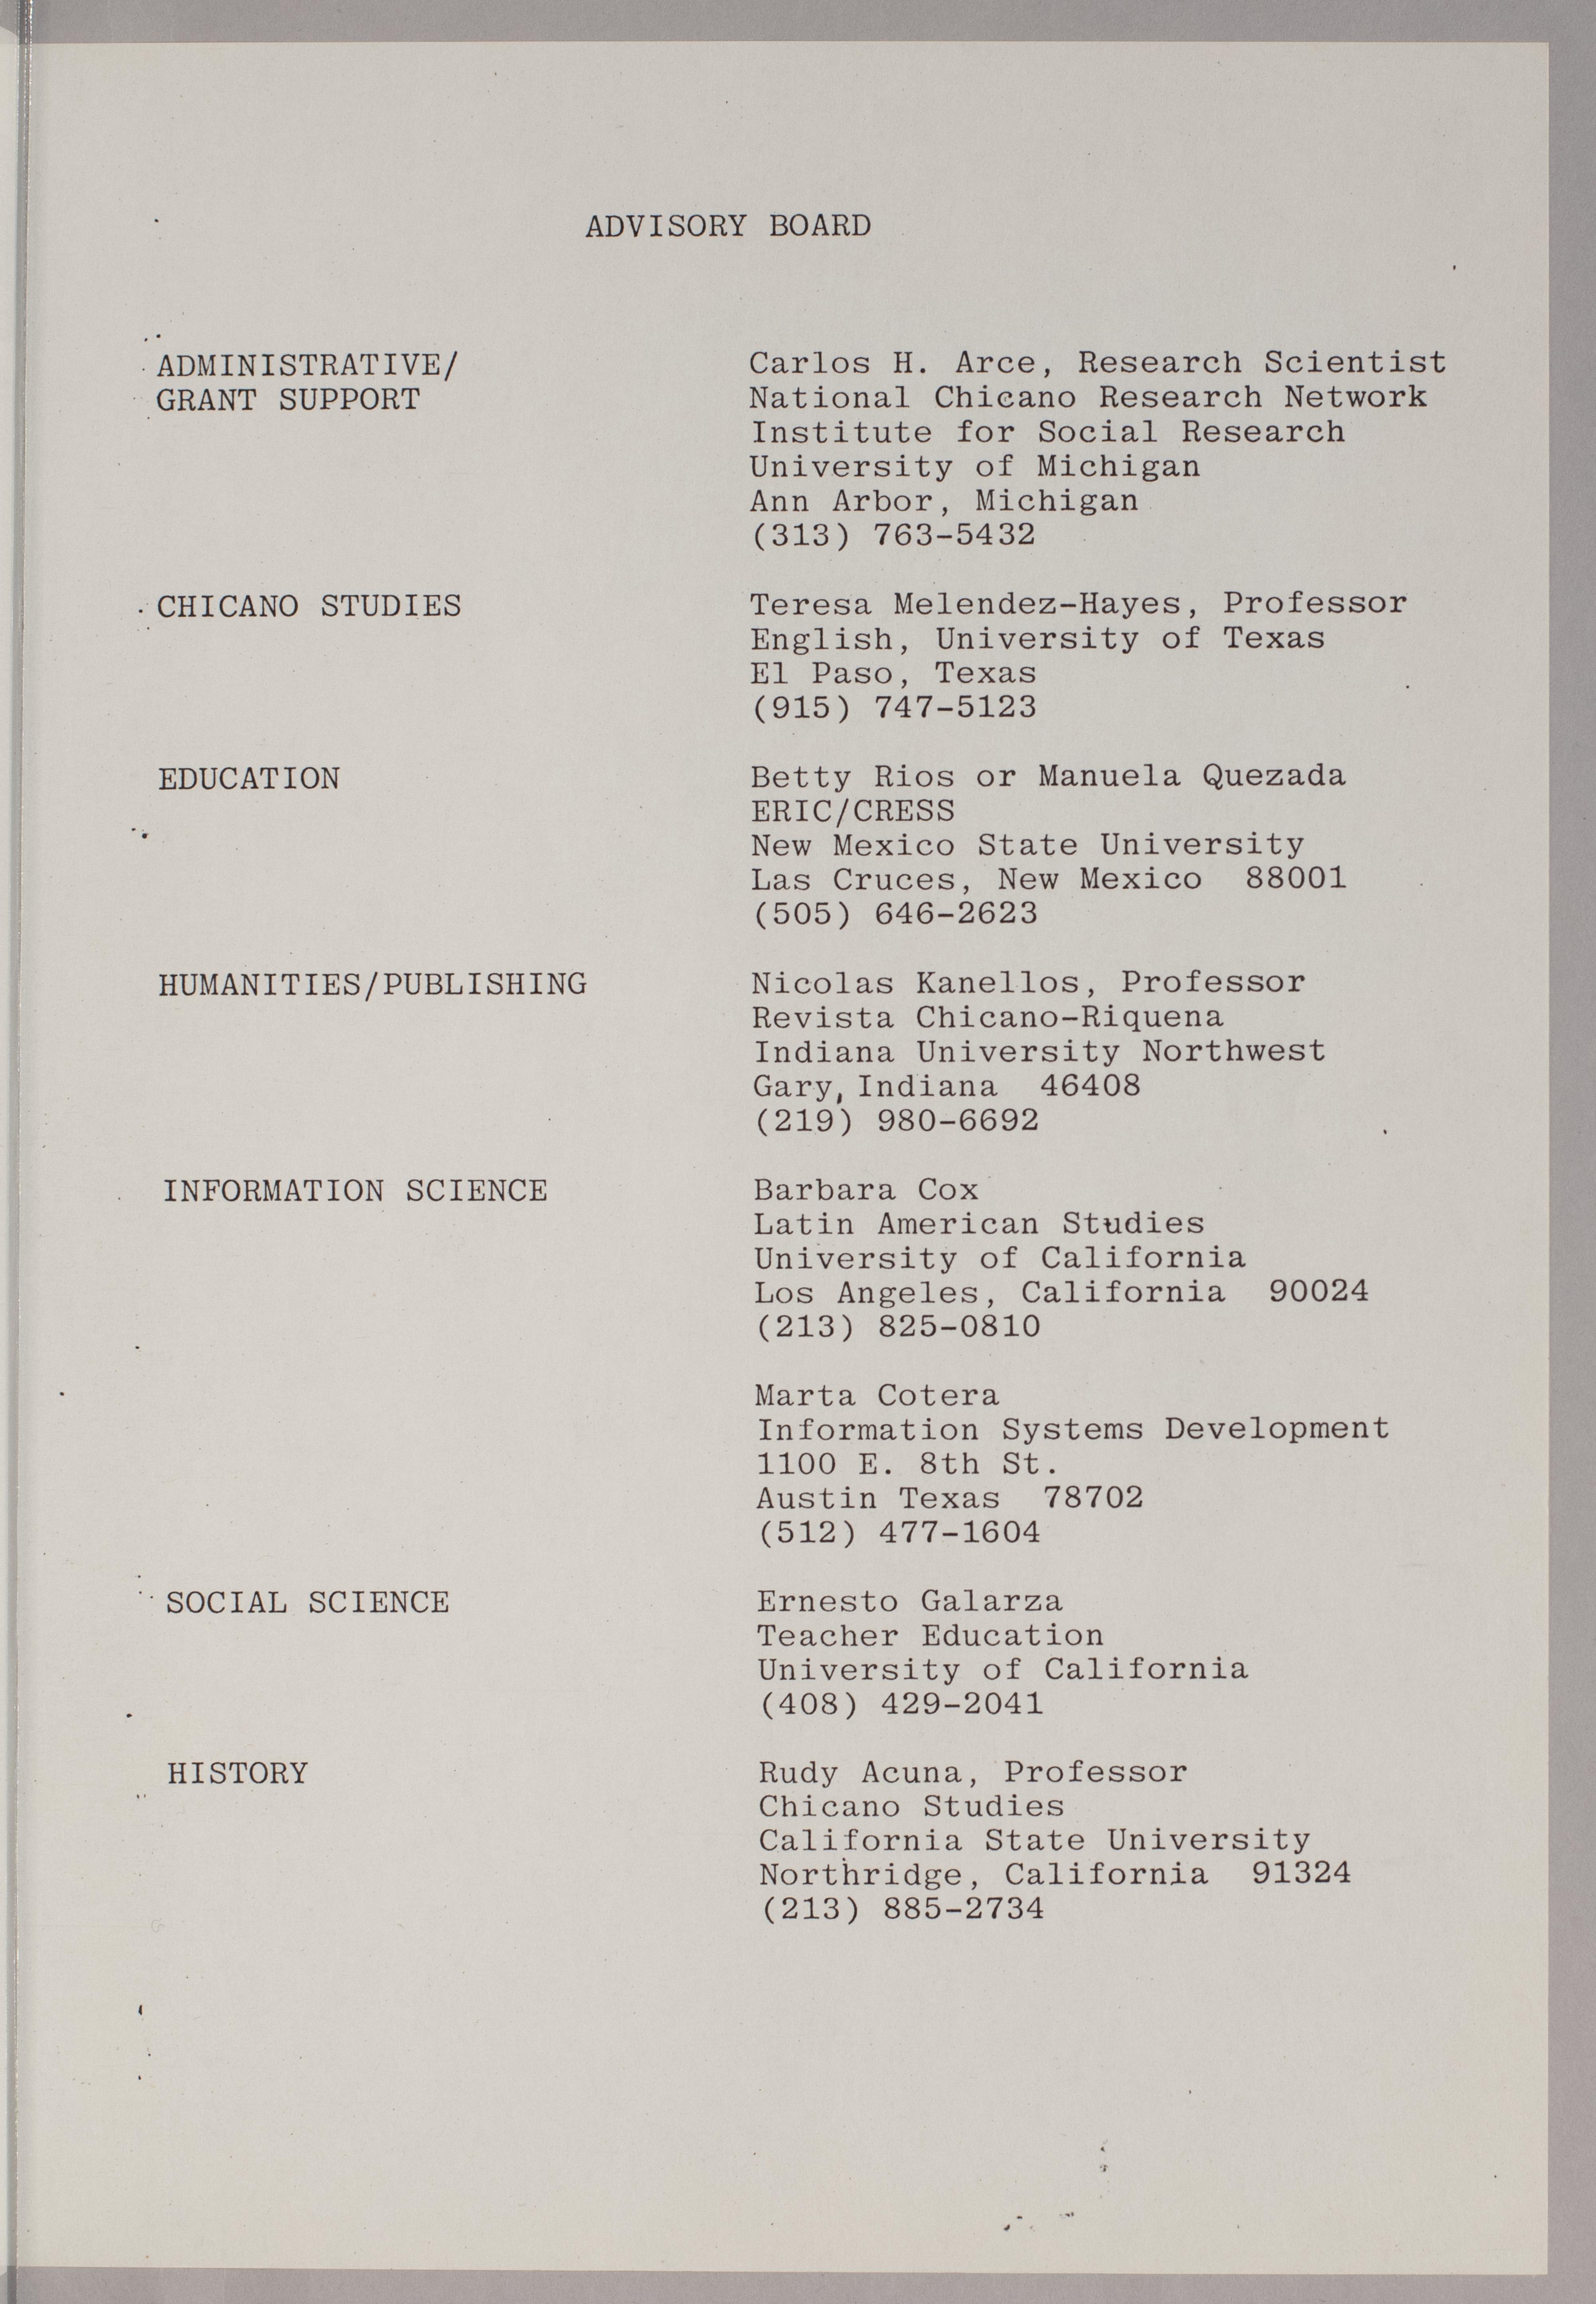 ADVISORY BOARD
ADMINISTRATIVE/
GRANT SUPPORT
Carlos H. Arce, Research Scientist
National Chicano Research Network
Institute for Social Research
University of Michigan
Ann Arbor, Michigan
(313) 763-5432
CHICANO STUDIES
Teresa Melendez-Hayes, Professor
English, University of Texas
El Paso, Texas
(915) 747-5123
EDUCATION
Betty Rios or Manuela Quezada
ERIC/CRESS
New Mexico State University
Las Cruces, New Mexico 88001
(505) 646-2623
HUMANITIES/PUBLISHING
Nicolas Kanellos, Professor
Revista Chicano-Riquena
Indiana University Northwest
Gary, Indiana 46408
(219) 980-6692
INFORMATION SCIENCE
Barbara Cox
Latin American Studies
University of California
Los Angeles, California 90024
(213) 825-0810
Marta Cotera
Information Systems Development
1100 E. 8th St.
Austin Texas 78702
(512) 477-1604
SOCIAL SCIENCE
Ernesto Galarza
Teacher Education
University of California
(408) 429-2041
HISTORY
Rudy Acuna, Professor
Chicano Studies
California State University
Northridge, California 91324
(213) 885-2734